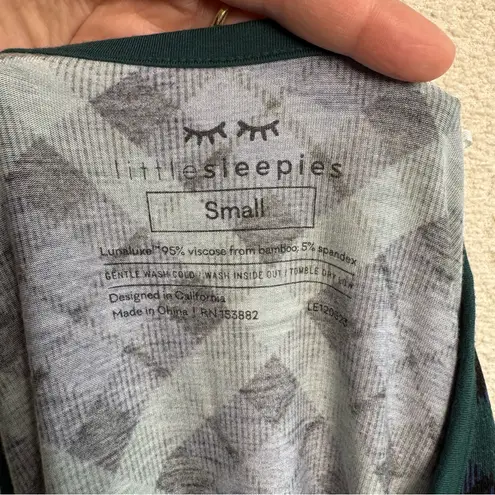 littlesleepies
Small
Lunaluxe™ 95% viscose from bamboo; 5% spandex
GENTLE WASH COLD / WASH INSIDE OUT / TUMBLE DRY LOW
Designed in California
Made in China | RN 153882